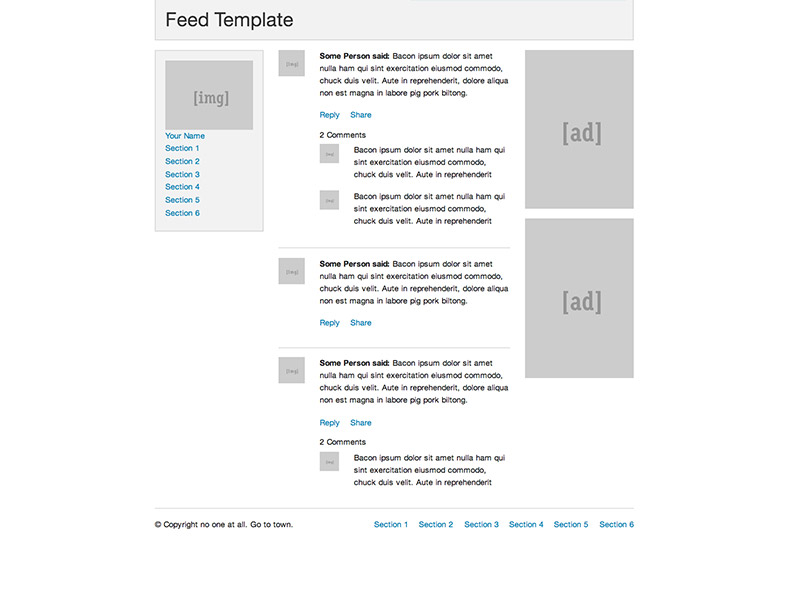 Feed Template
[img]
Your Name
Section 1
Section 2
Section 3
Section 4
Section 5
Section 6
[img]
Some Person said: Bacon ipsum dolor sit amet
nulla ham qui sint exercitation eiusmod commodo,
chuck duis velit. Aute in reprehenderit, dolore aliqua
non est magna in labore pig pork biltong.
Reply Share
2 Comments
[img]
Bacon ipsum dolor sit amet nulla ham qui
sint exercitation eiusmod commodo,
chuck duis velit. Aute in reprehenderit
[img]
Bacon ipsum dolor sit amet nulla ham qui
sint exercitation eiusmod commodo,
chuck duis velit. Aute in reprehenderit
[img]
Some Person said: Bacon ipsum dolor sit amet
nulla ham qui sint exercitation eiusmod commodo,
chuck duis velit. Aute in reprehenderit, dolore aliqua
non est magna in labore pig pork biltong.
Reply Share
[img]
Some Person said: Bacon ipsum dolor sit amet
nulla ham qui sint exercitation eiusmod commodo,
chuck duis velit. Aute in reprehenderit, dolore aliqua
non est magna in labore pig pork biltong.
Reply Share
2 Comments
[img]
Bacon ipsum dolor sit amet nulla ham qui
sint exercitation eiusmod commodo,
chuck duis velit. Aute in reprehenderit
[ad]
[ad]
© Copyright no one at all. Go to town.
Section 1 Section 2 Section 3 Section 4 Section 5 Section 6